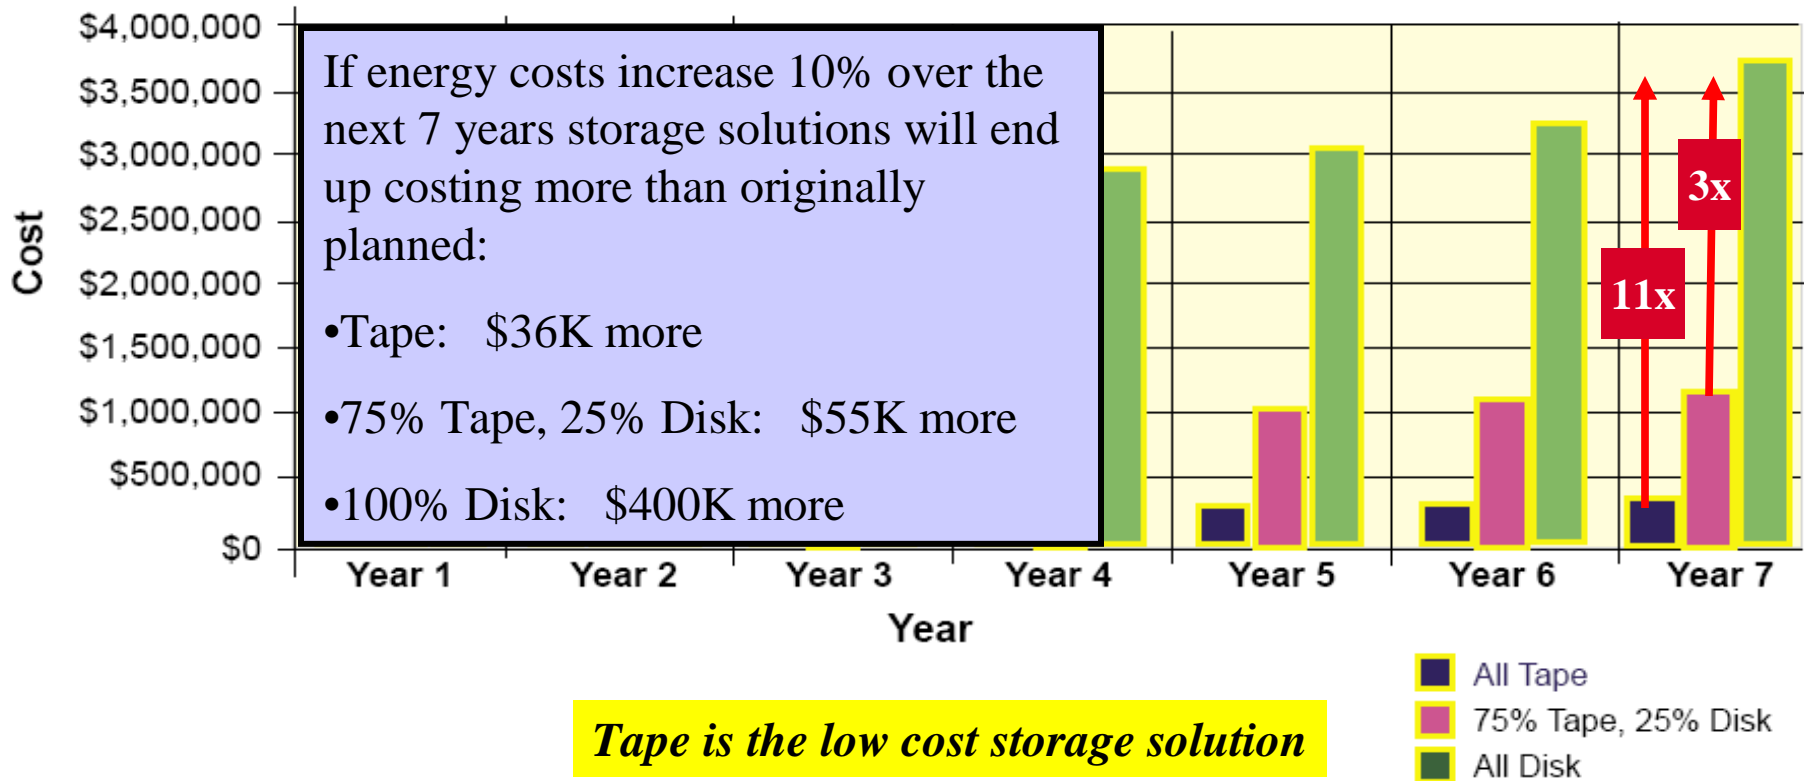 $4,000,000
$3,500,000
$3,000,000
$2,500,000
$2,000,000
$1,500,000
$1,000,000
$500,000
$0
Cost
If energy costs increase 10% over the
next 7 years storage solutions will end
up costing more than originally
planned:
•Tape: $36K more
•75% Tape, 25% Disk: $55K more
•100% Disk: $400K more
3x
11x
Year 1
Year 2
Year 3
Year 4
Year 5
Year 6
Year 7
Year
All Tape
75% Tape, 25% Disk
All Disk
Tape is the low cost storage solution